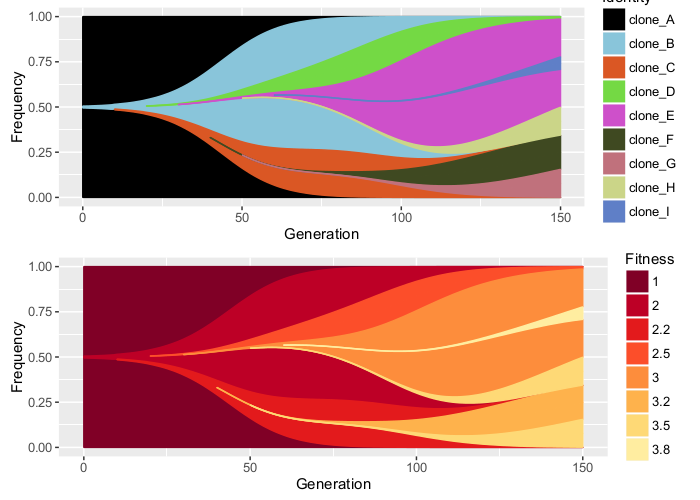 Identity
clone_A
clone_B
clone_C
clone_D
clone_E
clone_F
clone_G
clone_H
clone_I
1.00
0.75
0.50
0.25
0.00
Frequency
0 50 100 150
Generation
Fitness
1
2
2.2
2.5
3
3.2
3.5
3.8
1.00
0.75
0.50
0.25
0.00
Frequency
0 50 100 150
Generation